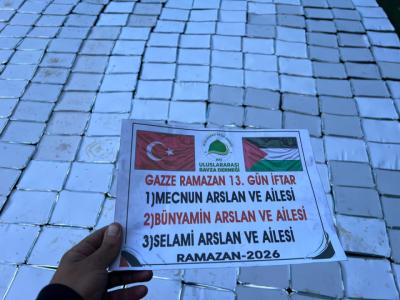 ULUSLARARASI
RAVZA DERNEĞİ
GAZZE RAMAZAN 13. GÜN İFTAR
1)MECNUN ARSLAN VE AİLESİ
2)BÜNYAMİN ARSLAN VE AİLESİ
3)SELAMİ ARSLAN VE AİLESİ
RAMAZAN-2026